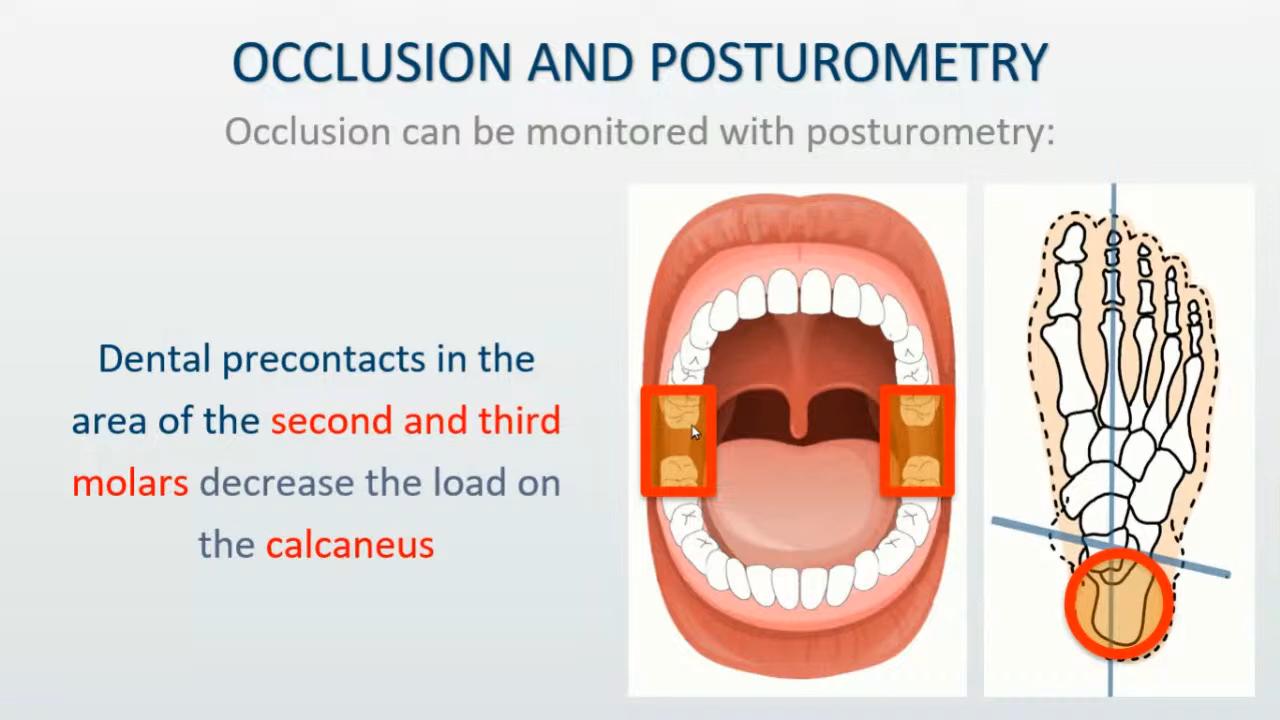 OCCLUSION AND POSTUROMETRY
Occlusion can be monitored with posturometry:
Dental precontacts in the
area of the second and third
molars decrease the load on
the calcaneus